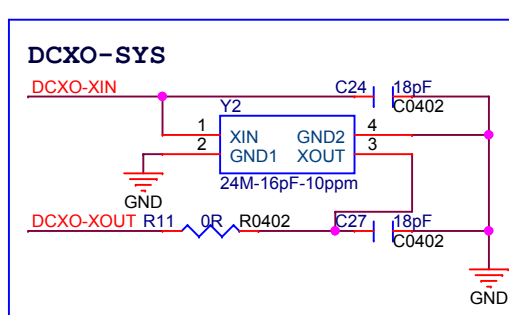 DCXO-SYS
DCXO-XIN C24 18pF
C0402
Y2
1 XIN GND2 4
2 GND1 XOUT 3
24M-16pF-10ppm
GND
DCXO-XOUT R11 0R R0402 C27 18pF
C0402
GND